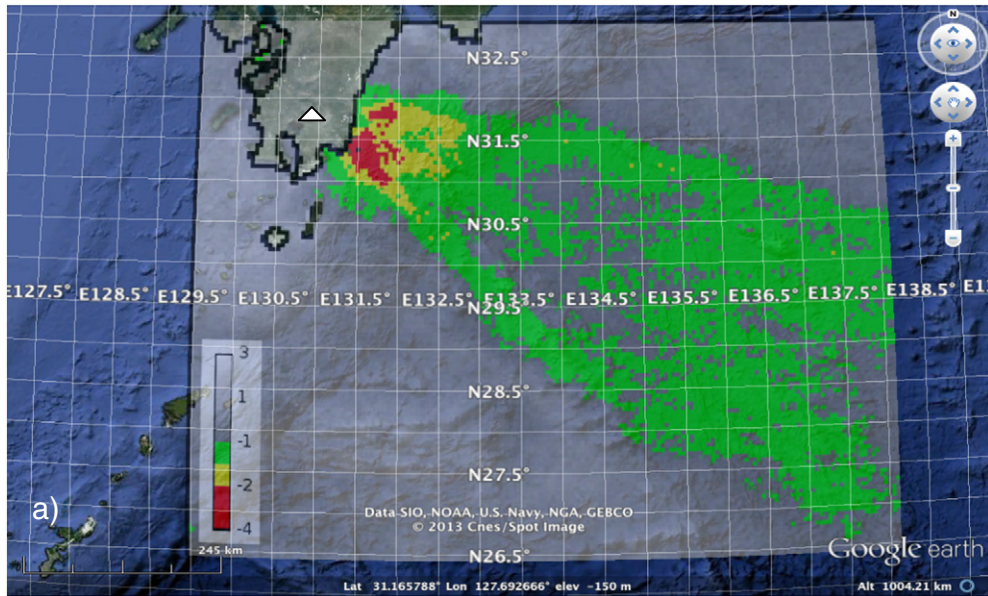 N
N32.5°
N31.5°
N30.5°
E127.5° E128.5° E129.5° E130.5° E131.5° E132.5° E133.5° E134.5° E135.5° E136.5° E137.5° E138.5°
N29.5°
3
1
-1
-2
-4
N28.5°
N27.5°
a)
Data SIO, NOAA, U.S. Navy, NGA, GEBCO
© 2013 Cnes/Spot Image
245 km
N26.5°
Google earth
Lat 31.165788° Lon 127.692666° elev -150 m
Alt 1004.21 km